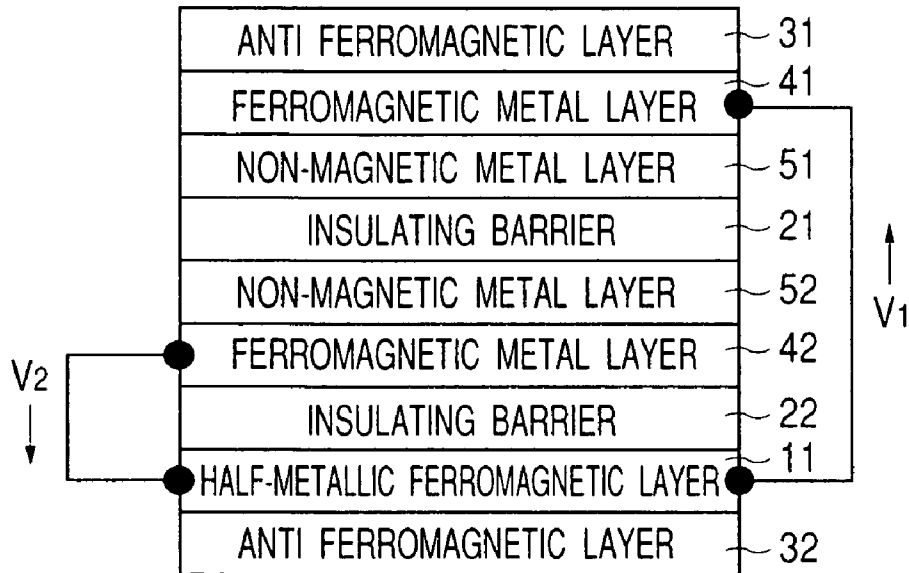 ANTI FERROMAGNETIC LAYER 31
FERROMAGNETIC METAL LAYER 41
NON-MAGNETIC METAL LAYER 51
INSULATING BARRIER 21
NON-MAGNETIC METAL LAYER 52
V1
FERROMAGNETIC METAL LAYER 42
V2
INSULATING BARRIER 22
HALF-METALLIC FERROMAGNETIC LAYER 11
ANTI FERROMAGNETIC LAYER 32